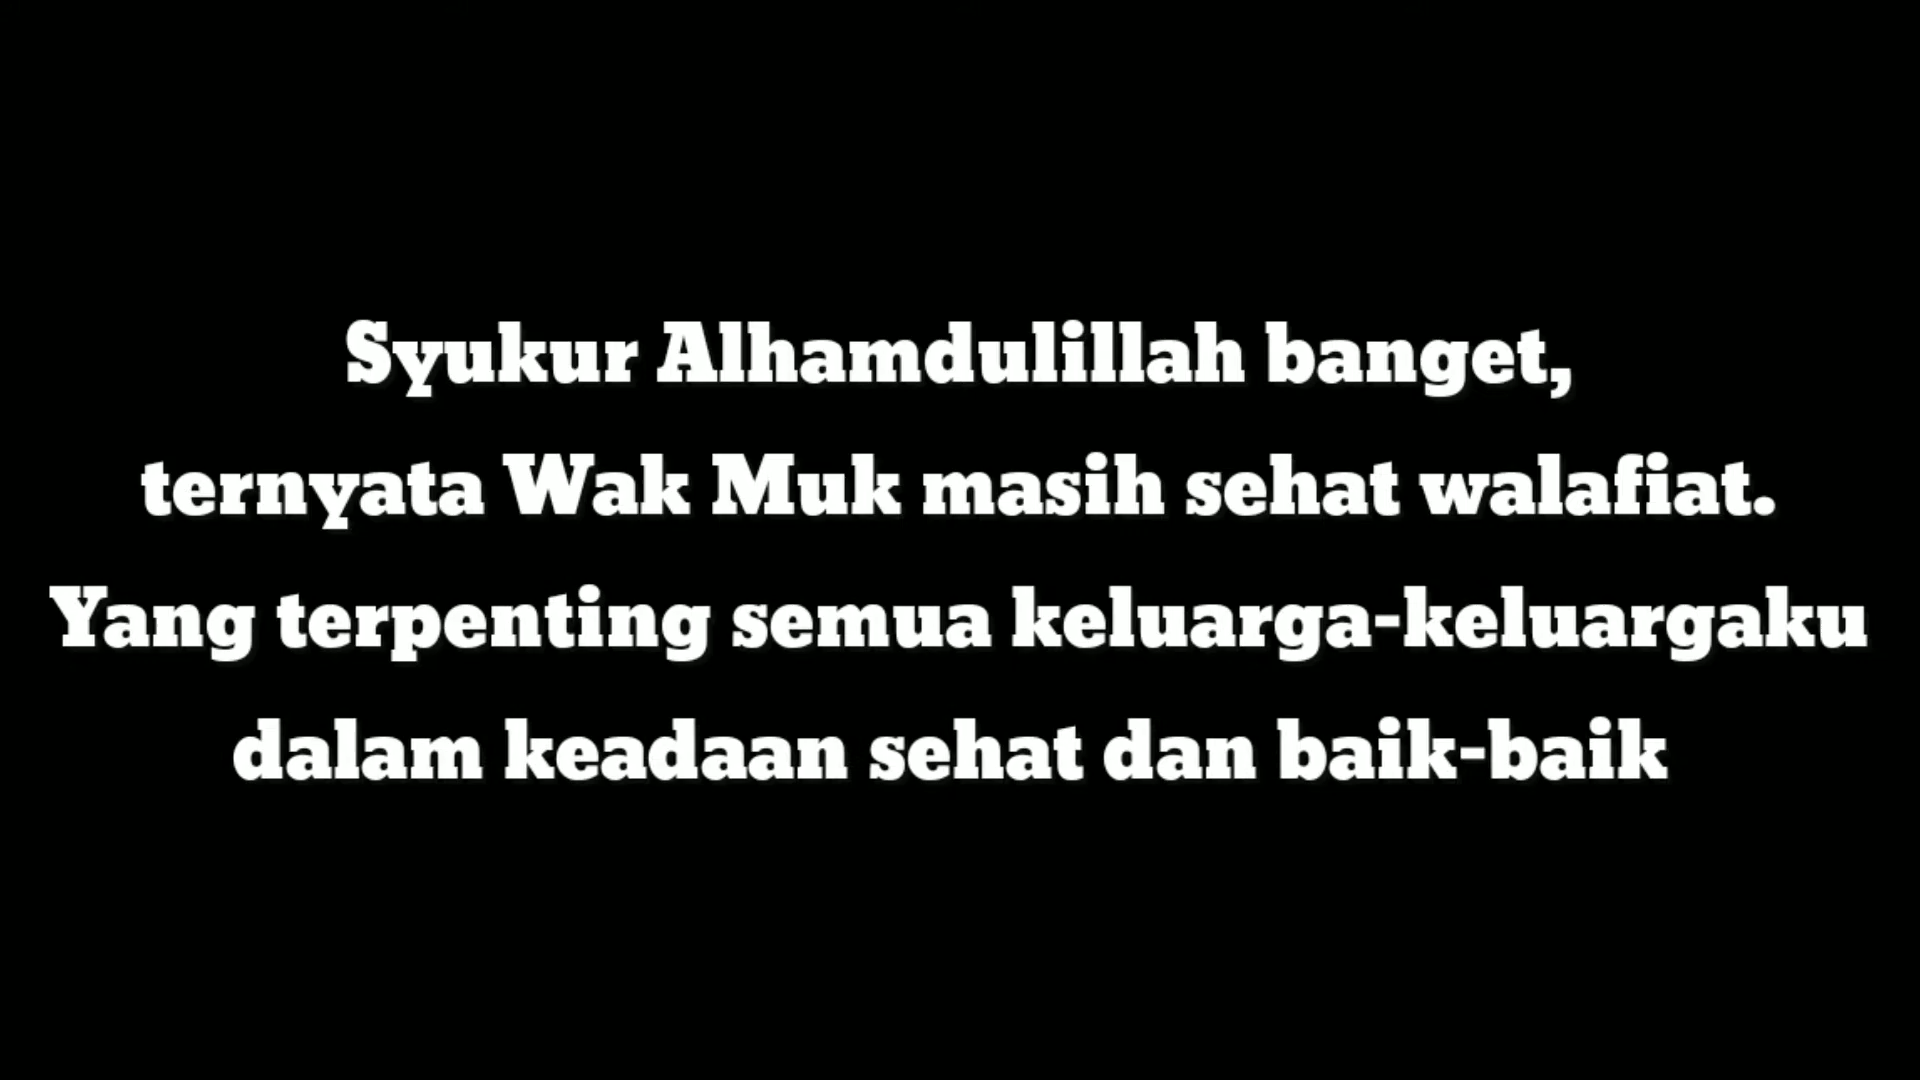 Syukur Alhamdulillah banget,
ternyata Wak Muk masih sehat walafiat.
Yang terpenting semua keluarga-keluargaku
dalam keadaan sehat dan baik-baik